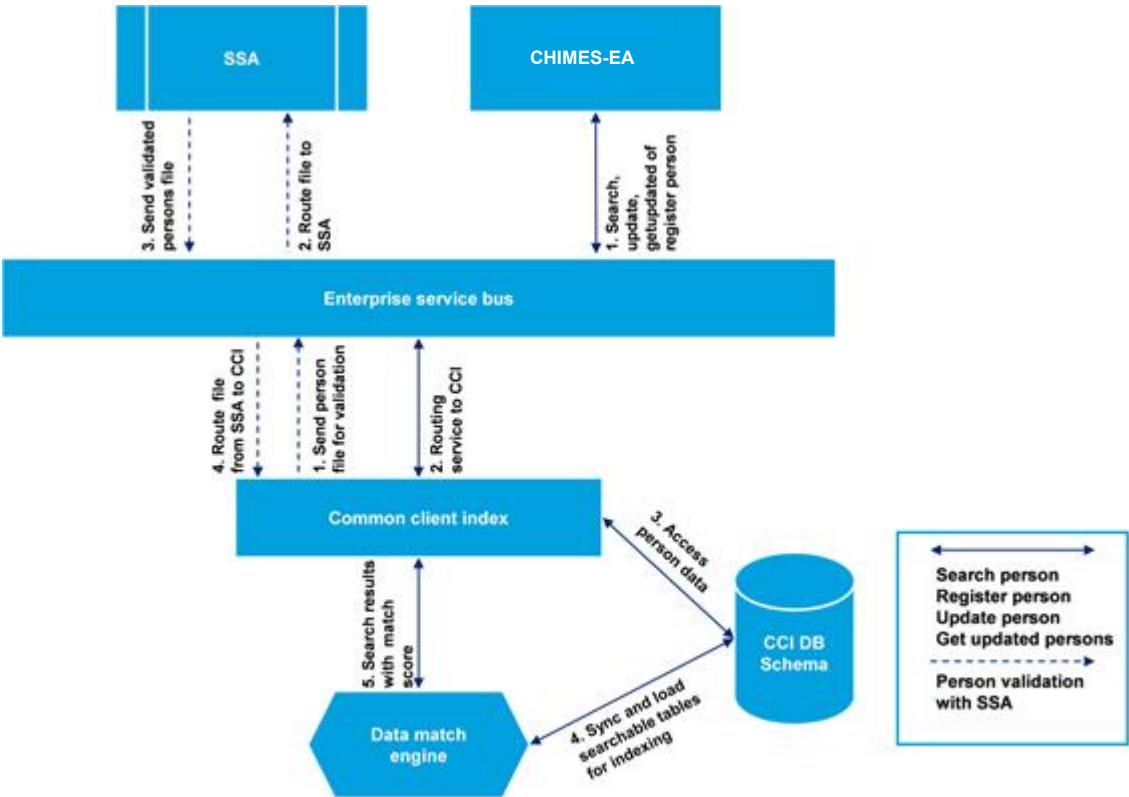 SSA
CHIMES-EA
3. Send validated
persons file
2. Route file to
SSA
1. Search,
update,
getupdated of
register person
Enterprise service bus
4. Route file
from SSA to CCI
1. Send person
file for validation
2. Routing
service to CCI
Common client index
3. Access
person data
5. Search results
with match
score
CCI DB
Schema
Data match
engine
4. Sync and load
searchable tables
for indexing
Search person
Register person
Update person
Get updated persons
Person validation
with SSA